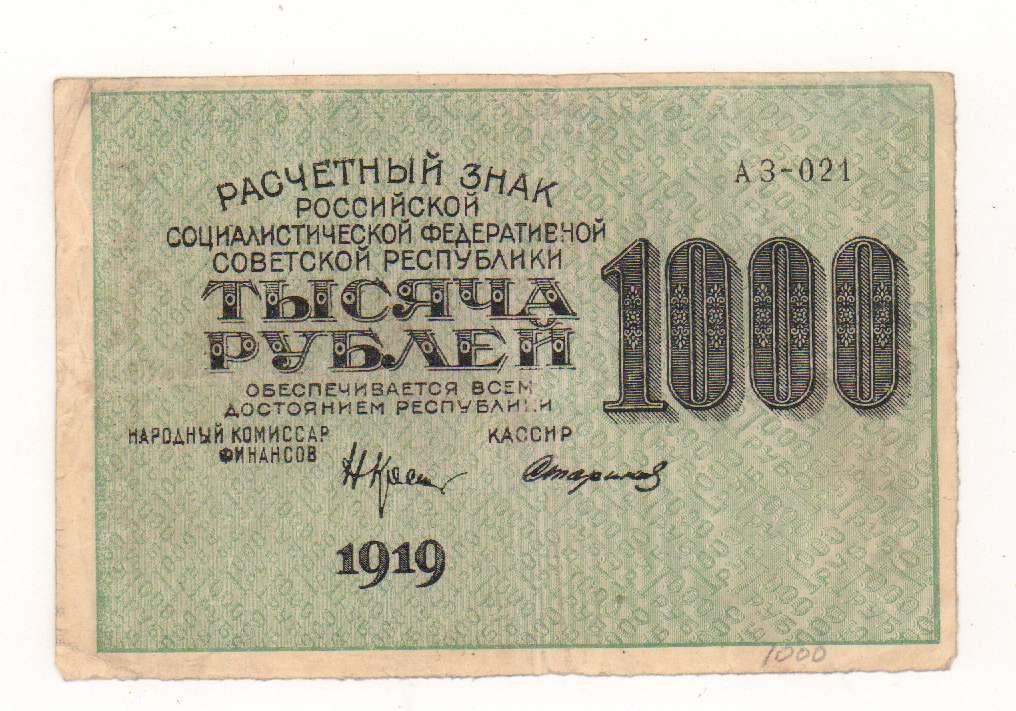 РАСЧЕТНЫЙ ЗНАК
РОССИЙСКОЙ
СОЦИАЛИСТИЧЕСКОЙ ФЕДЕРАТИВНОЙ
СОВЕТСКОЙ РЕСПУБЛИКИ
ТЫСЯЧА
РУБЛЕЙ
ОБЕСПЕЧИВАЕТСЯ ВСЕМ
ДОСТОЯНИЕМ РЕСПУБЛИКИ
НАРОДНЫЙ КОМИССАР
ФИНАНСОВ
КАССИР
Стариков
1919
АЗ-021
1000
1000